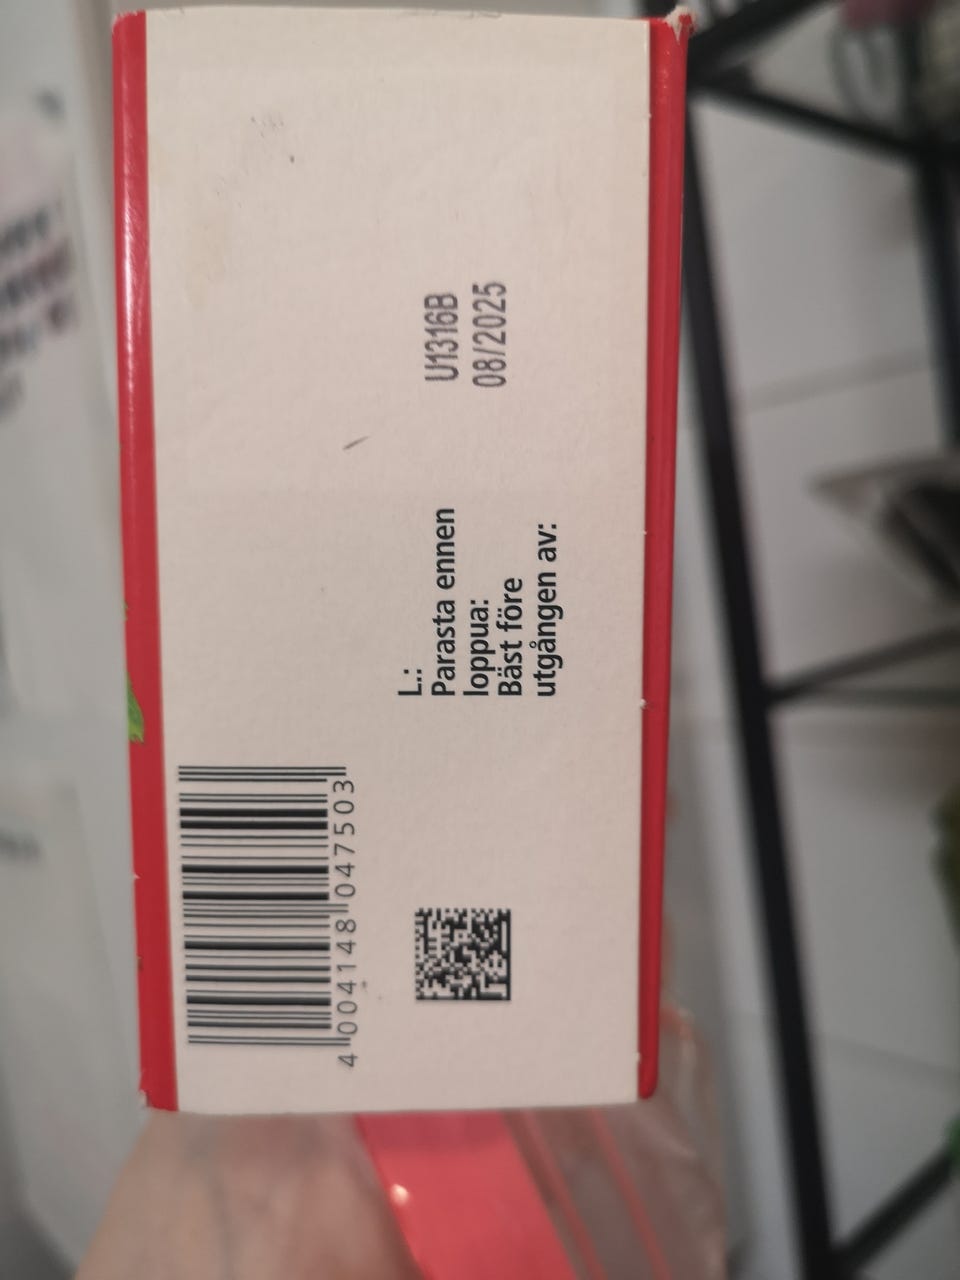 L.:
Parasta ennen
loppua:
Bäst före
utgången av:
U1316B
08/2025
4 004148 047503